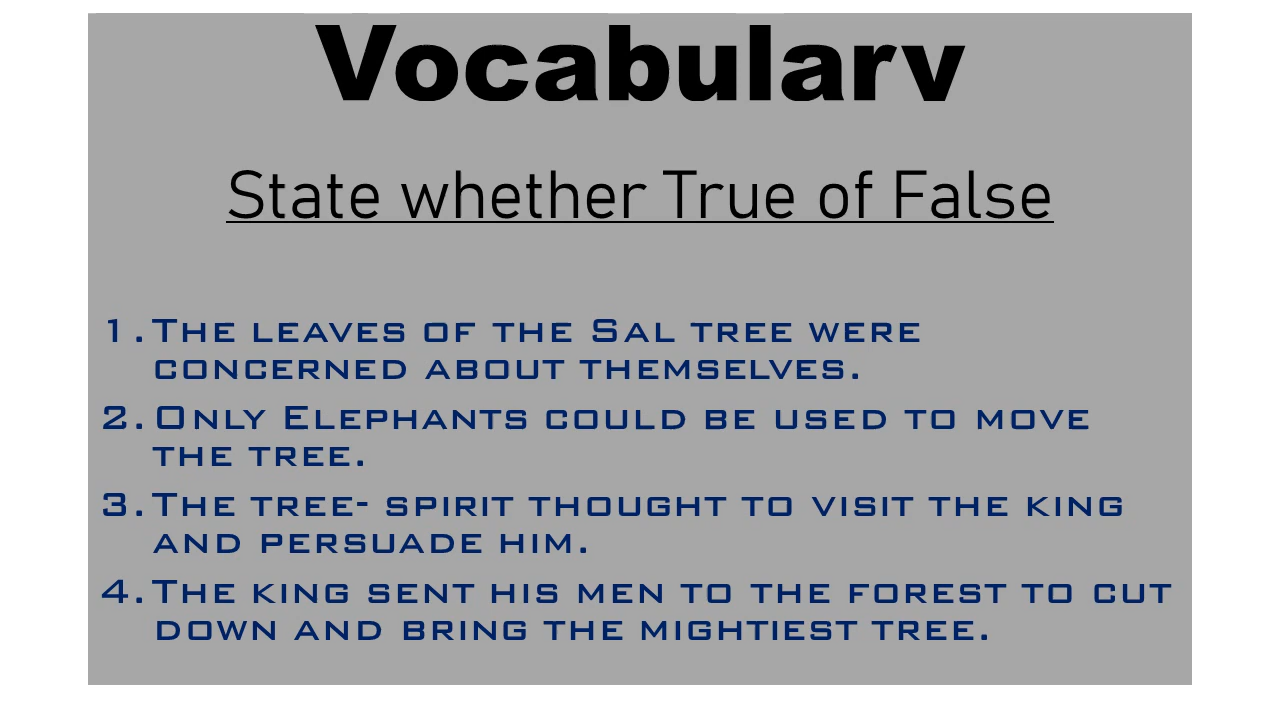 Vocabulary
State whether True of False
1. The leaves of the Sal tree were
concerned about themselves.
2. Only Elephants could be used to move
the tree.
3. The tree- spirit thought to visit the king
and persuade him.
4. The king sent his men to the forest to cut
down and bring the mightiest tree.